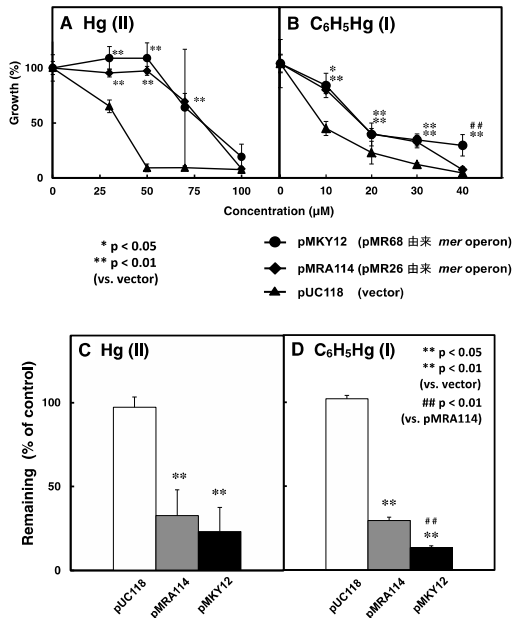 A Hg (II)
B C₆H₅Hg (I)
Growth (%)
100
50
0
**
**
**
**
**
*
**
**
**
**
**
##
**
0 25 50 75 100
0 10 20 30 40
Concentration (µM)
* p < 0.05
** p < 0.01
(vs. vector)
pMKY12 (pMR68 由来 mer operon)
pMRA114 (pMR26 由来 mer operon)
pUC118 (vector)
C Hg (II)
D C₆H₅Hg (I)
** p < 0.05
** p < 0.01
(vs. vector)
## p < 0.01
(vs. pMRA114)
Remaining (% of control)
100
50
0
**
**
**
##
**
pUC118
pMRA114
pMKY12
pUC118
pMRA114
pMKY12